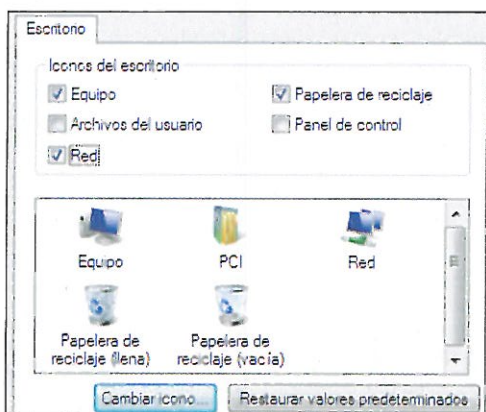 Escritorio
Iconos del escritorio
Equipo
Papelera de reciclaje
Archivos del usuario
Panel de control
Red
Equipo
PCI
Red
Papelera de
reciclaje (llena)
Papelera de
reciclaje (vacía)
Cambiar icono...
Restaurar valores predeterminados